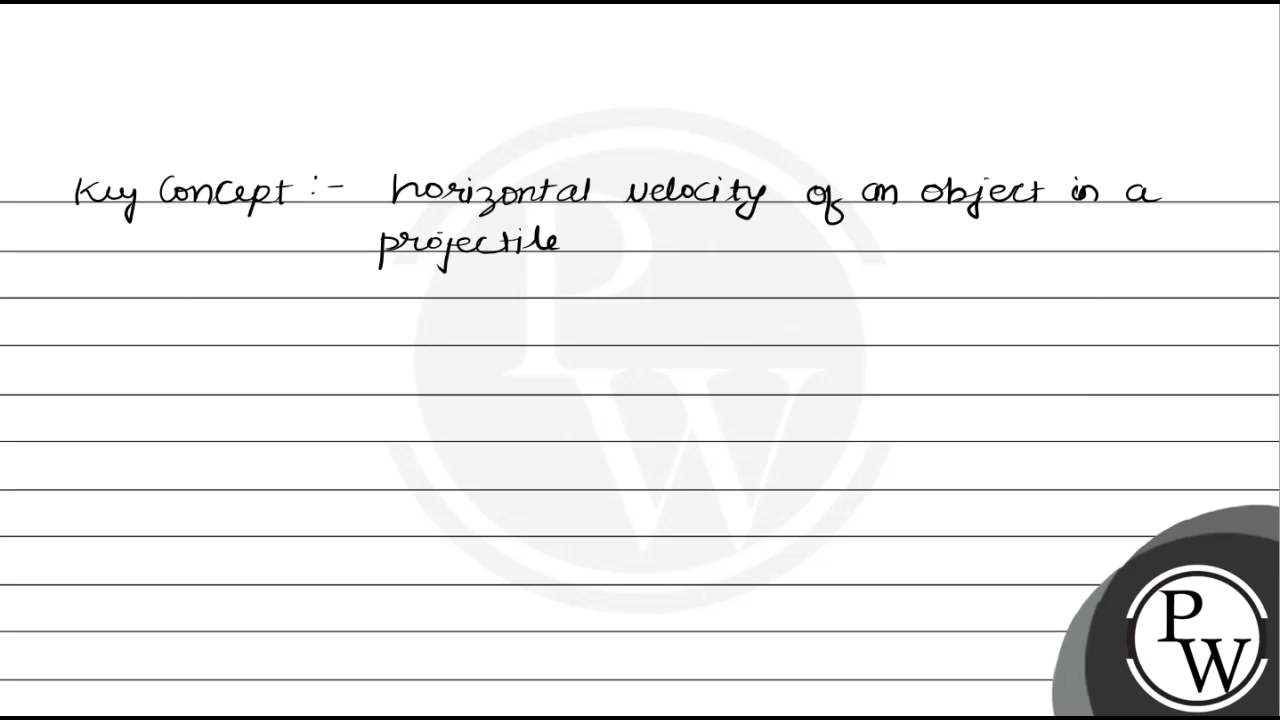 Key Concept :- horizontal velocity of an object in a
projectile
P
W
P
W